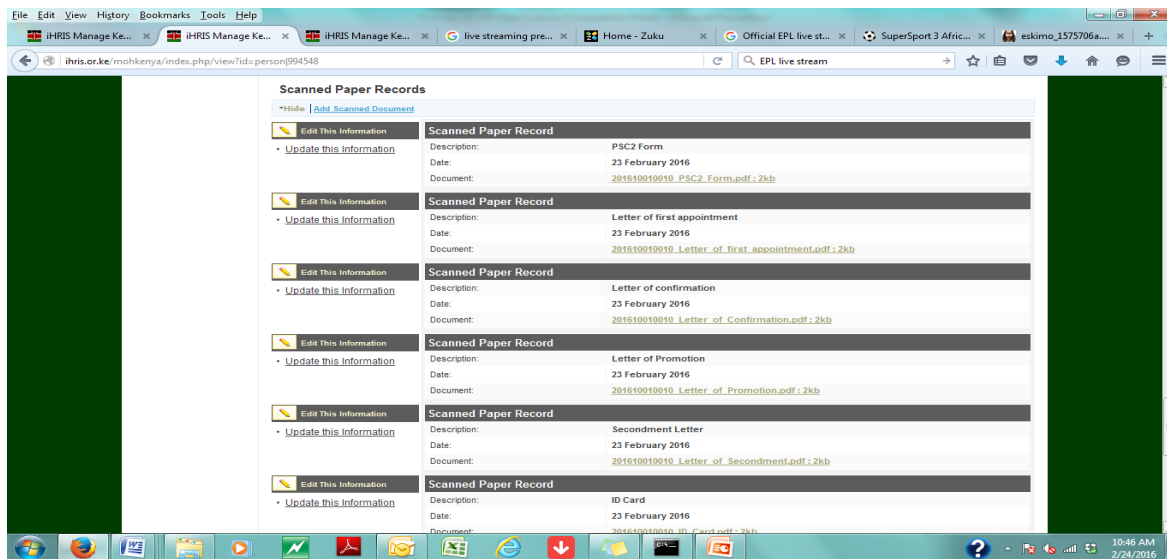 File Edit View History Bookmarks Tools Help
iHRIS Manage Ke... × iHRIS Manage Ke... × iHRIS Manage Ke... × live streaming pre... × Home - Zuku × Official EPL live st... × SuperSport 3 Afric... × eskimo_1575706a.... × +
ihris.or.ke/mohkenya/index.php/view?id=person|994548 EPL live stream
Scanned Paper Records
Hide | Add Scanned Document
Edit This Information Scanned Paper Record
• Update this Information Description: PSC2 Form
Date: 23 February 2016
Document: 201610010010_PSC2_Form.pdf : 2kb
Edit This Information Scanned Paper Record
• Update this Information Description: Letter of first appointment
Date: 23 February 2016
Document: 201610010010_Letter_of_first_appointment.pdf : 2kb
Edit This Information Scanned Paper Record
• Update this Information Description: Letter of confirmation
Date: 23 February 2016
Document: 201610010010_Letter_of_Confirmation.pdf : 2kb
Edit This Information Scanned Paper Record
• Update this Information Description: Letter of Promotion
Date: 23 February 2016
Document: 201610010010_Letter_of_Promotion.pdf : 2kb
Edit This Information Scanned Paper Record
• Update this Information Description: Secondment Letter
Date: 23 February 2016
Document: 201610010010_Letter_of_Secondment.pdf : 2kb
Edit This Information Scanned Paper Record
• Update this Information Description: ID Card
Date: 23 February 2016
Document: 201610010010_ID_Card.pdf : 2kb
10:46 AM
2/24/2016